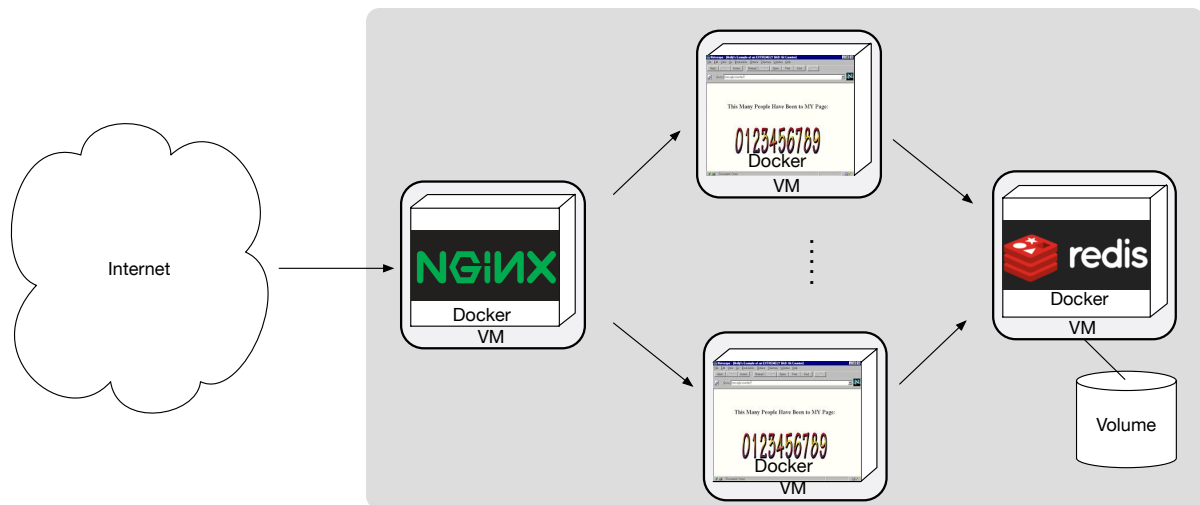 Internet
NGINX
Docker
VM
This Many People Have Been to MY Page:
0123456789
Docker
VM
This Many People Have Been to MY Page:
0123456789
Docker
VM
redis
Docker
VM
Volume